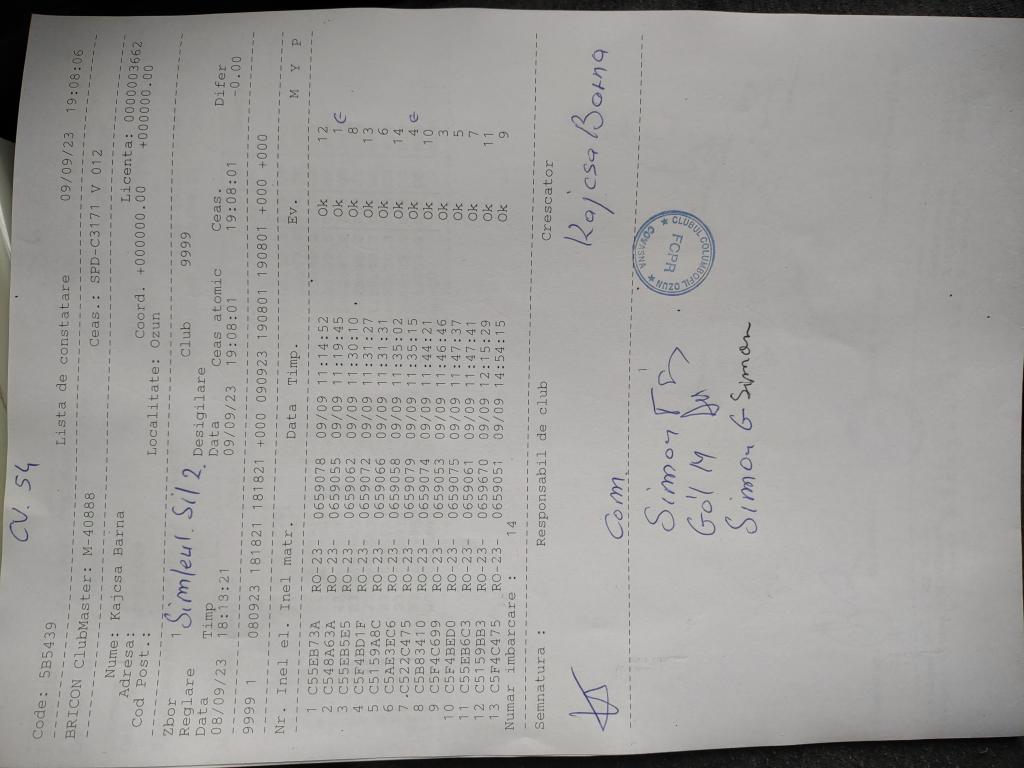 CV. 54
Code: 5B5439 Lista de constatare 09/09/23 19:08:06
BRICON ClubMaster: M-40888 Ceas.: SPD-C3171 V 012
Nume: Kajcsa Barna Licenta: 0000003662
Adresa: Coord. +000000.00 +000000.00
Cod Post.: Localitate: Ozun
Zbor 1 Simleul. Sil 2. Club 9999
Reglare Desigilare
Data Timp Data Ceas atomic Ceas. Difer
08/09/23 18:13:21 09/09/23 19:08:01 19:08:01 -0.00
9999 1 080923 181821 181821 +000 090923 190801 190801 +000 +000
Nr. Inel el. Inel matr. Data Timp. Ev. M Y P
1 C55EB73A RO-23- 0659078 09/09 11:14:52 Ok 12
2 C548A63A RO-23- 0659055 09/09 11:19:45 Ok 1 e
3 C55EB5E5 RO-23- 0659062 09/09 11:30:10 Ok 8
4 C5F4BD1F RO-23- 0659072 09/09 11:31:27 Ok 13
5 C5159A8C RO-23- 0659066 09/09 11:31:31 Ok 6
6 C5AE3EC6 RO-23- 0659058 09/09 11:35:02 Ok 14
7 C522C475 RO-23- 0659079 09/09 11:35:15 Ok 4 e
8 C5B83410 RO-23- 0659074 09/09 11:44:21 Ok 10
9 C5F4C699 RO-23- 0659053 09/09 11:46:46 Ok 3
10 C5F4BED0 RO-23- 0659075 09/09 11:47:37 Ok 5
11 C55EB6C3 RO-23- 0659061 09/09 11:47:41 Ok 7
12 C5159BB3 RO-23- 0659670 09/09 12:15:29 Ok 11
13 C5F4C475 RO-23- 0659051 09/09 14:54:15 Ok 9
Numar imbarcare : 14
Semnatura : Responsabil de club Crescator
Com Kajcsa Barna
Simon I
Gól M
Simon G Simon
CLUBUL COLUMBOFIL OZUN
FCPR
COVASNA